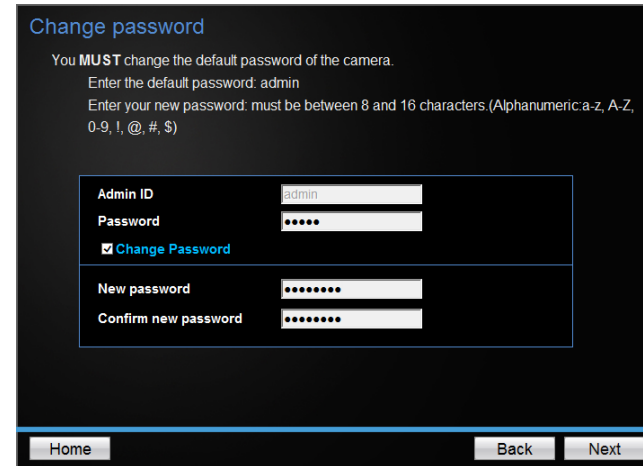 Change password
You MUST change the default password of the camera.
Enter the default password: admin
Enter your new password: must be between 8 and 16 characters.(Alphanumeric:a-z, A-Z,
0-9, !, @, #, $)
Admin ID admin
Password •••••
Change Password
New password ••••••••
Confirm new password ••••••••
Home Back Next